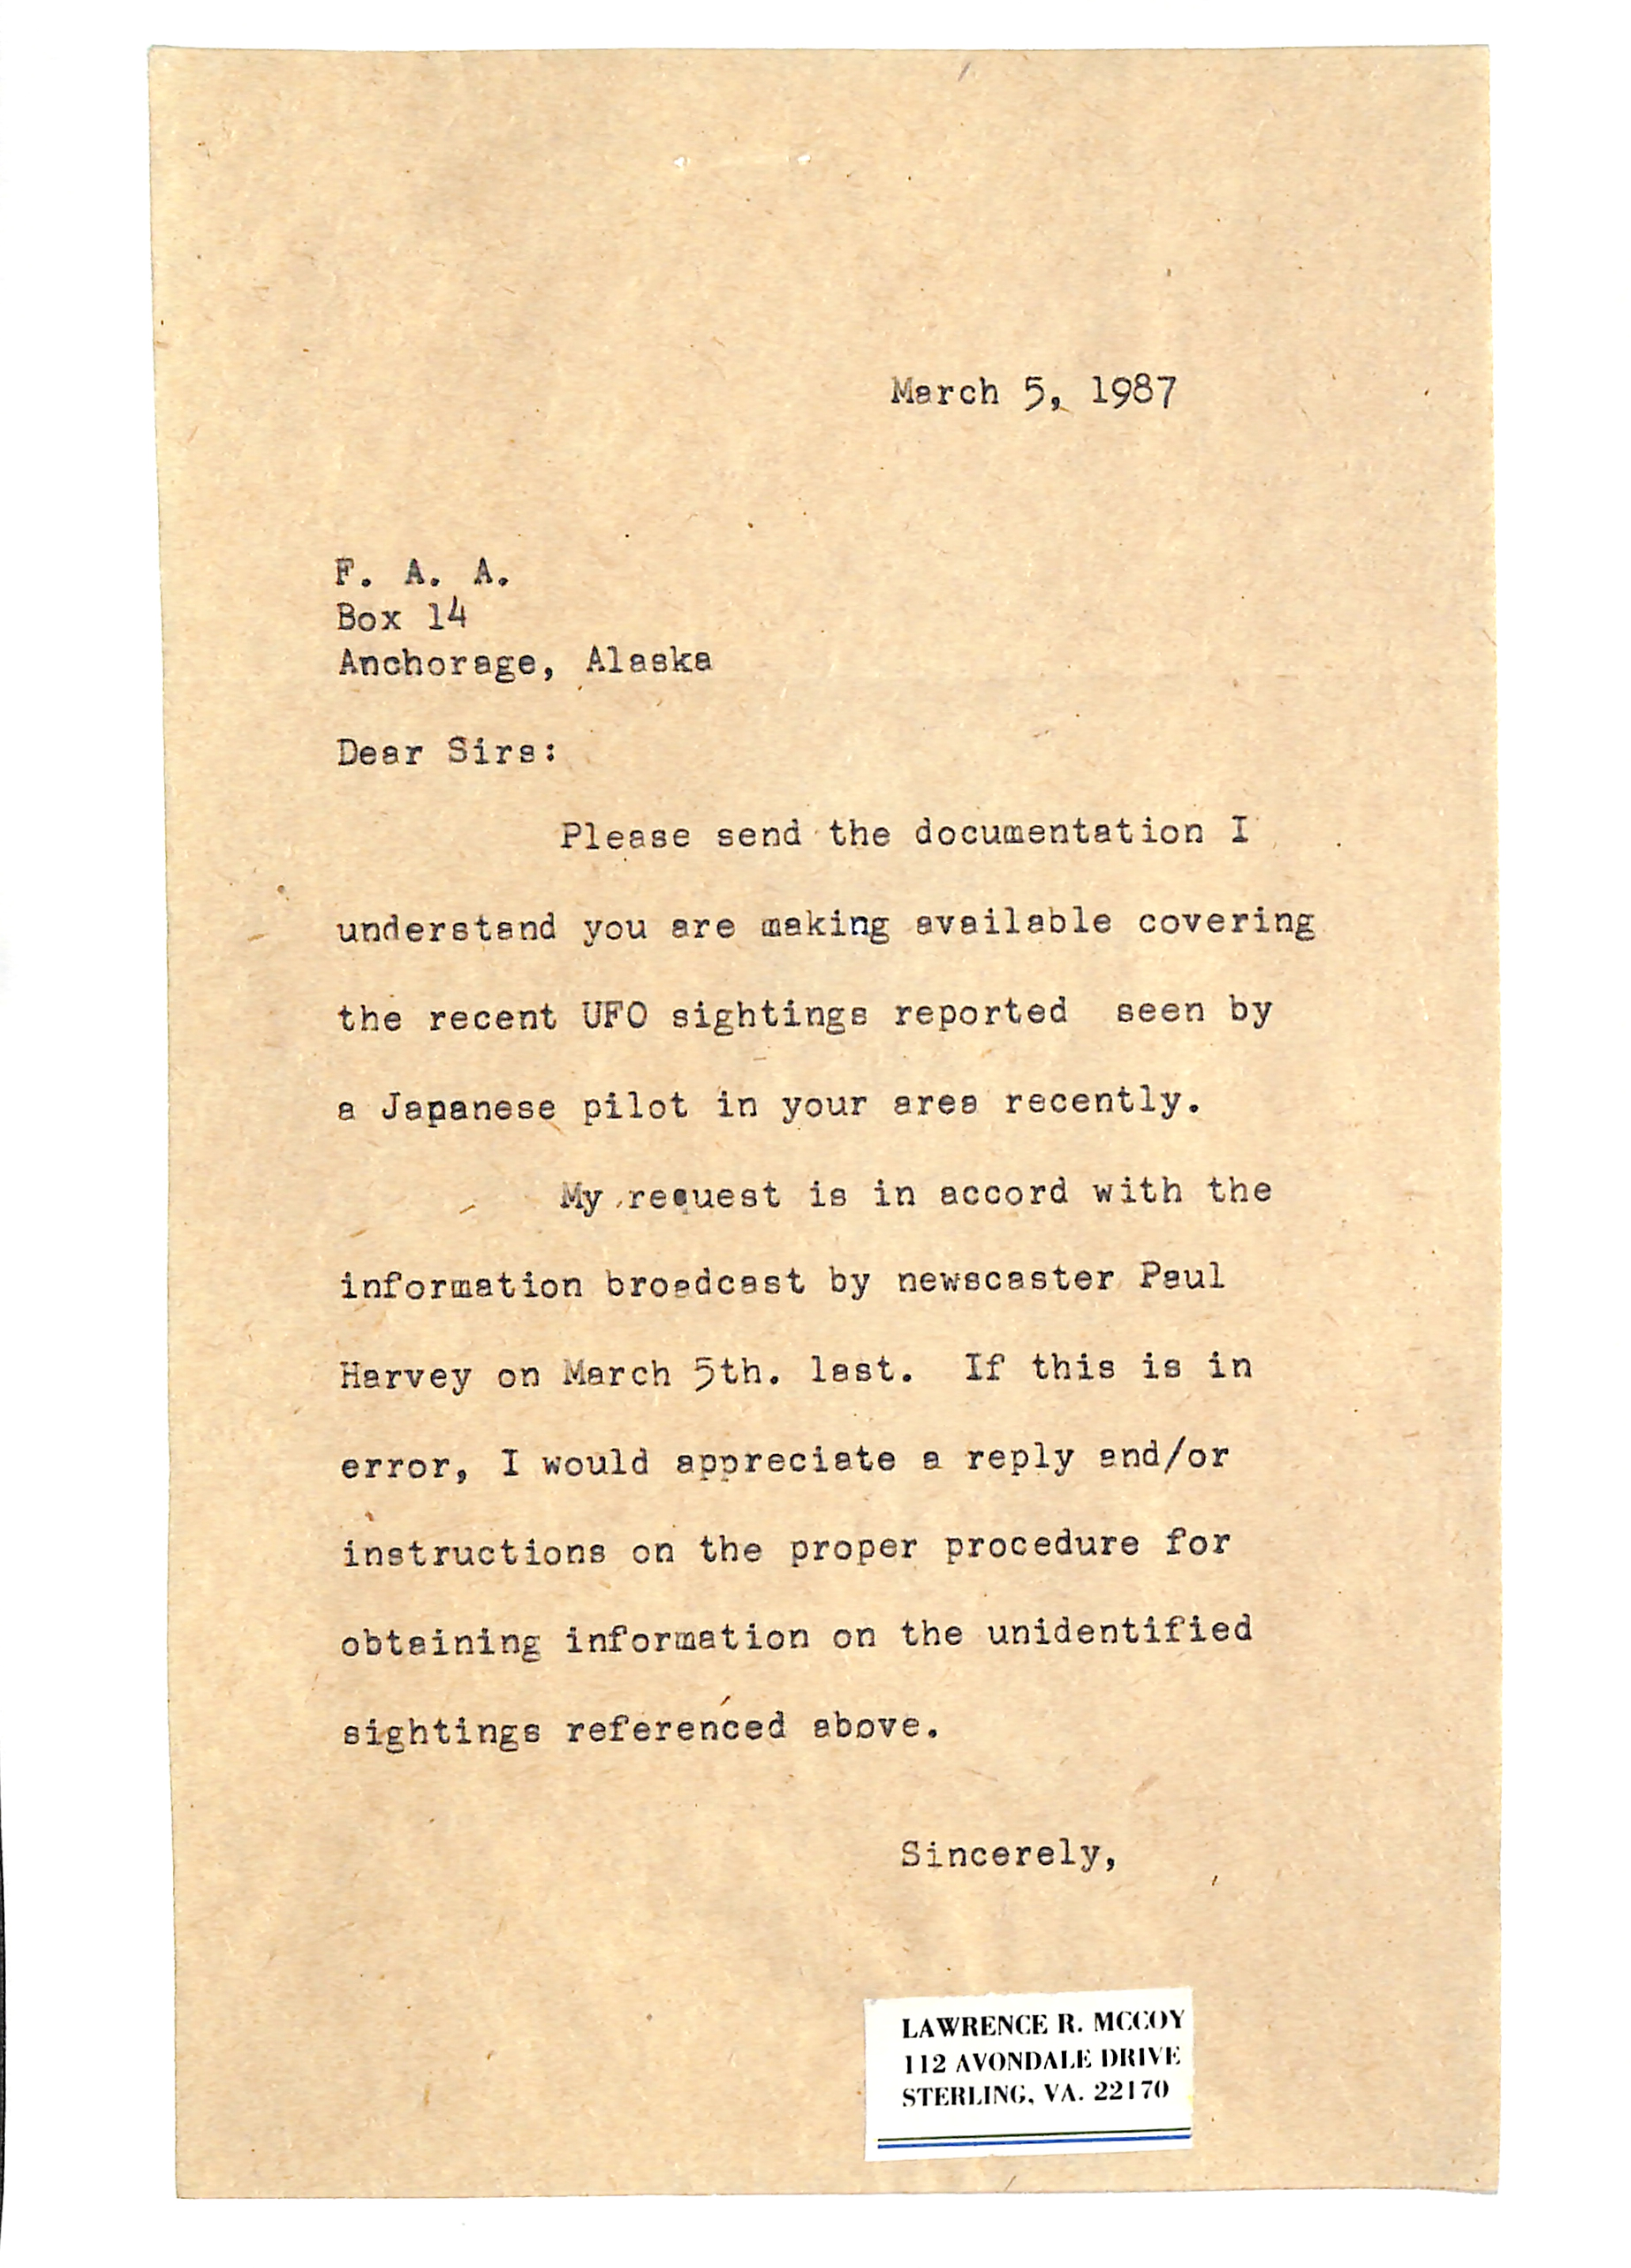 March 5, 1987
F. A. A.
Box 14
Anchorage, Alaska
Dear Sirs:
Please send the documentation I
understand you are making available covering
the recent UFO sightings reported seen by
a Japanese pilot in your area recently.
My request is in accord with the
information broadcast by newscaster Paul
Harvey on March 5th. last. If this is in
error, I would appreciate a reply and/or
instructions on the proper procedure for
obtaining information on the unidentified
sightings referenced above.
Sincerely,
LAWRENCE R. MCCOY
112 AVONDALE DRIVE
STERLING, VA. 22170